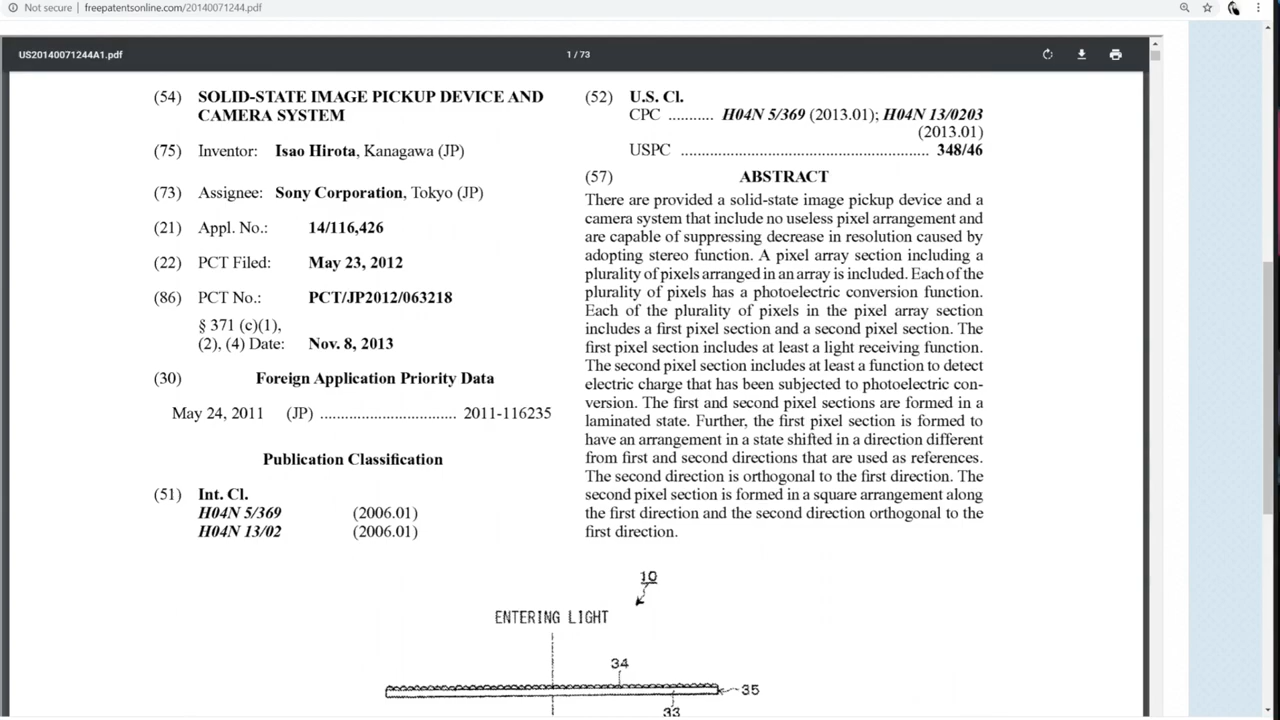 Not secure | freepatentsonline.com/20140071244.pdf
US20140071244A1.pdf
1 / 73
(54) SOLID-STATE IMAGE PICKUP DEVICE AND
CAMERA SYSTEM
(75) Inventor: Isao Hirota, Kanagawa (JP)
(73) Assignee: Sony Corporation, Tokyo (JP)
(21) Appl. No.: 14/116,426
(22) PCT Filed: May 23, 2012
(86) PCT No.: PCT/JP2012/063218
§ 371 (c)(1),
(2), (4) Date: Nov. 8, 2013
(30) Foreign Application Priority Data
May 24, 2011 (JP) ................................. 2011-116235
Publication Classification
(51) Int. Cl.
H04N 5/369 (2006.01)
H04N 13/02 (2006.01)
(52) U.S. Cl.
CPC ........... H04N 5/369 (2013.01); H04N 13/0203
(2013.01)
USPC ............................................................ 348/46
(57) ABSTRACT
There are provided a solid-state image pickup device and a
camera system that include no useless pixel arrangement and
are capable of suppressing decrease in resolution caused by
adopting stereo function. A pixel array section including a
plurality of pixels arranged in an array is included. Each of the
plurality of pixels has a photoelectric conversion function.
Each of the plurality of pixels in the pixel array section
includes a first pixel section and a second pixel section. The
first pixel section includes at least a light receiving function.
The second pixel section includes at least a function to detect
electric charge that has been subjected to photoelectric con-
version. The first and second pixel sections are formed in a
laminated state. Further, the first pixel section is formed to
have an arrangement in a state shifted in a direction different
from first and second directions that are used as references.
The second direction is orthogonal to the first direction. The
second pixel section is formed in a square arrangement along
the first direction and the second direction orthogonal to the
first direction.
10
ENTERING LIGHT
34
35
33